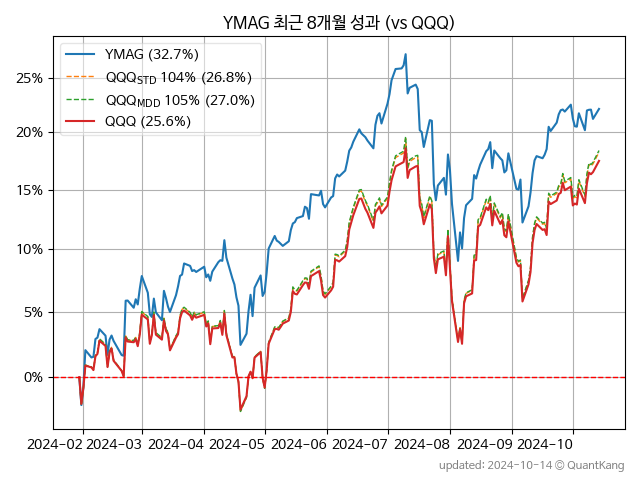 YMAG 최근 8개월 성과 (vs QQQ)
YMAG (32.7%)
QQQSTD 104% (26.8%)
QQQMDD 105% (27.0%)
QQQ (25.6%)
25%
20%
15%
10%
5%
0%
2024-02 2024-03 2024-04 2024-05 2024-06 2024-07 2024-08 2024-09 2024-10
updated: 2024-10-14 © QuantKang